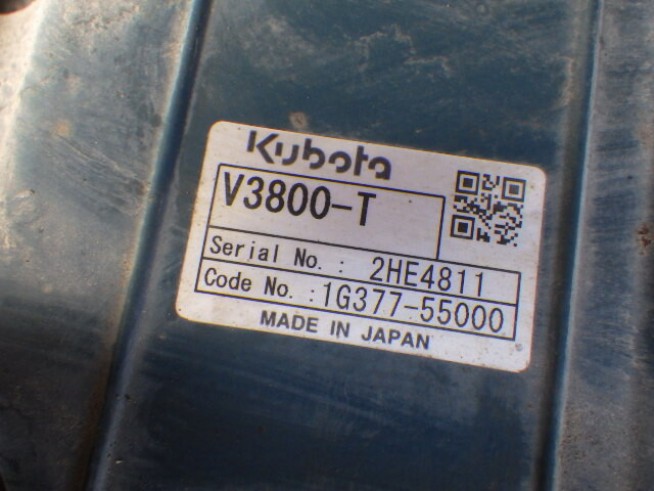 Kubota
V3800-T
Serial No. : 2HE4811
Code No. :1G377-55000
MADE IN JAPAN